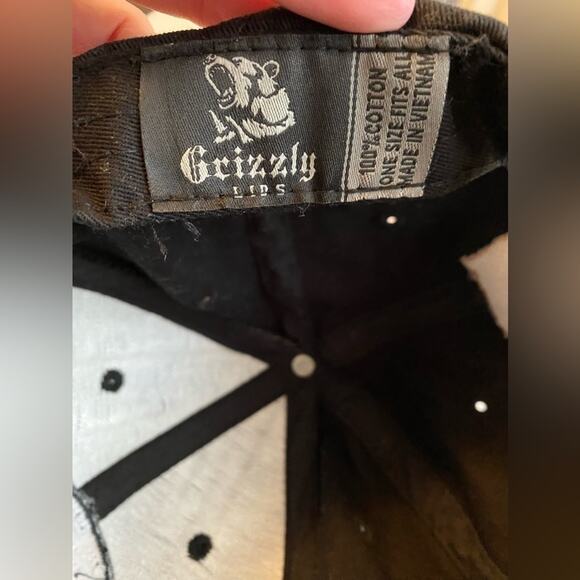 Grizzly
LIDS
100% COTTON
ONE SIZE FITS ALL
MADE IN VIETNAM